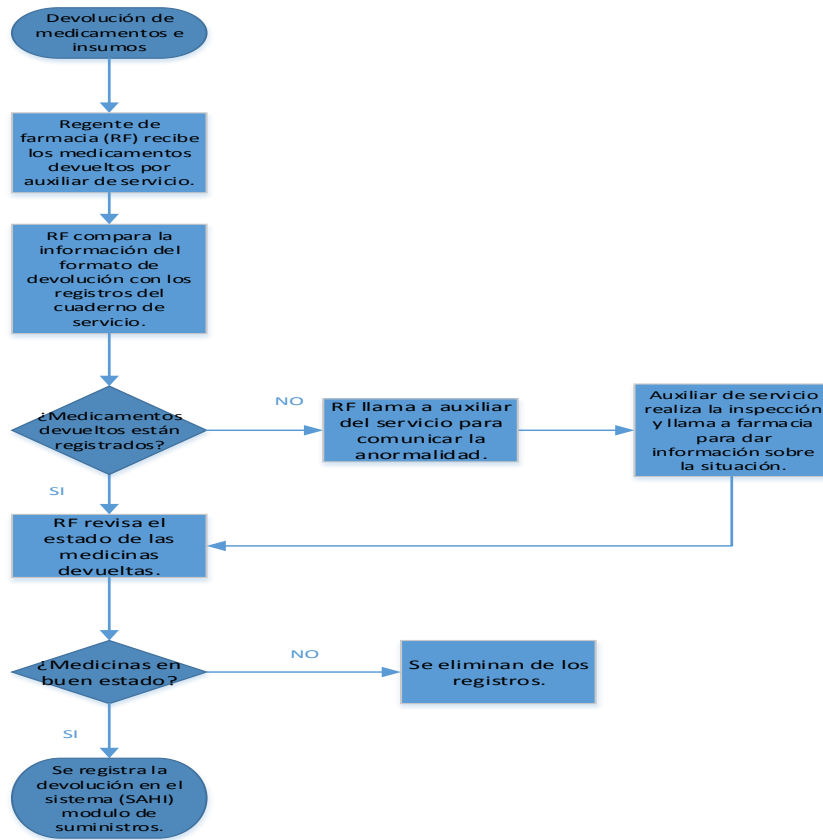 Devolución de
medicamentos e
insumos
Regente de
farmacia (RF) recibe
los medicamentos
devueltos por
auxiliar de servicio.
RF compara la
información del
formato de
devolución con los
registros del
cuaderno de
servicio.
¿Medicamentos
devueltos están
registrados?
NO
RF llama a auxiliar
del servicio para
comunicar la
anormalidad.
Auxiliar de servicio
realiza la inspección
y llama a farmacia
para dar
información sobre
la situación.
SI
RF revisa el
estado de las
medicinas
devueltas.
¿Medicinas en
buen estado?
NO
Se eliminan de los
registros.
SI
Se registra la
devolución en el
sistema (SAHI)
modulo de
suministros.